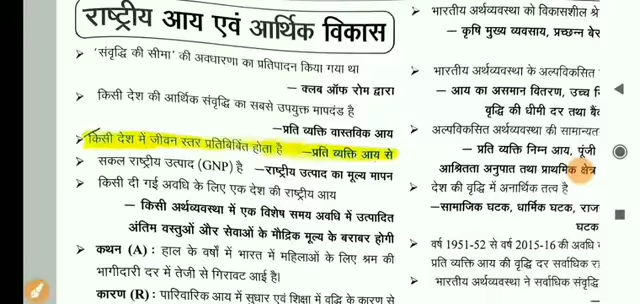 राष्ट्रीय आय एवं आर्थिक विकास
'संवृद्धि की सीमा' की अवधारणा का प्रतिपादन किया गया था
– क्लब ऑफ रोम द्वारा
किसी देश की आर्थिक संवृद्धि का सबसे उपयुक्त मापदंड है
–प्रति व्यक्ति वास्तविक आय
किसी देश में जीवन स्तर प्रतिबिंबित होता है –प्रति व्यक्ति आय से
सकल राष्ट्रीय उत्पाद (GNP) है –राष्ट्रीय उत्पाद का मूल्य मापन
किसी दी गई अवधि के लिए एक देश की राष्ट्रीय आय
– किसी अर्थव्यवस्था में एक विशेष समय अवधि में उत्पादित
अंतिम वस्तुओं और सेवाओं के मौद्रिक मूल्य के बराबर होगी
कथन (A) : हाल के वर्षों में भारत में महिलाओं के लिए श्रम की
भागीदारी दर में तेजी से गिरावट आई है।
कारण (R) : पारिवारिक आय में सुधार एवं शिक्षा में वृद्धि के कारण से
भारतीय अर्थव्यवस्था को विकासशील
– कृषि मुख्य व्यवसाय, प्रच्छन्न
भारतीय अर्थव्यवस्था के अल्पविकसित
– आय का असमान वितरण, उच्च
वृद्धि की धीमी दर तथा
अल्पविकसित अर्थव्यवस्था की सामान्यत
– प्रति व्यक्ति निम्न आय, पूंजी
आश्रितता अनुपात तथा प्राथमिक क्षेत्र
देश की वृद्धि में अनार्थिक तत्व है
– सामाजिक घटक, धार्मिक घटक,
घटक
वर्ष 1951-52 से वर्ष 2015-16 की अवधि
प्रति व्यक्ति आय की वृद्धि दर सर्वाधिक
भारतीय अर्थव्यवस्था ने सर्वाधिक संवृद्धि